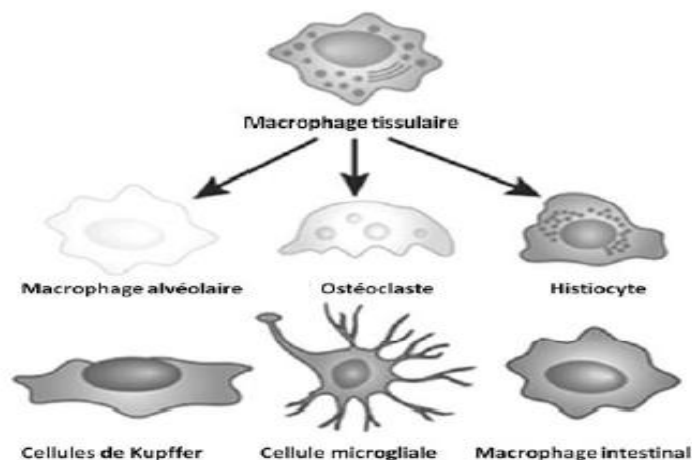 Macrophage tissulaire
Macrophage alvéolaire
Ostéoclaste
Histiocyte
Cellules de Kupffer
Cellule microgliale
Macrophage intestinal